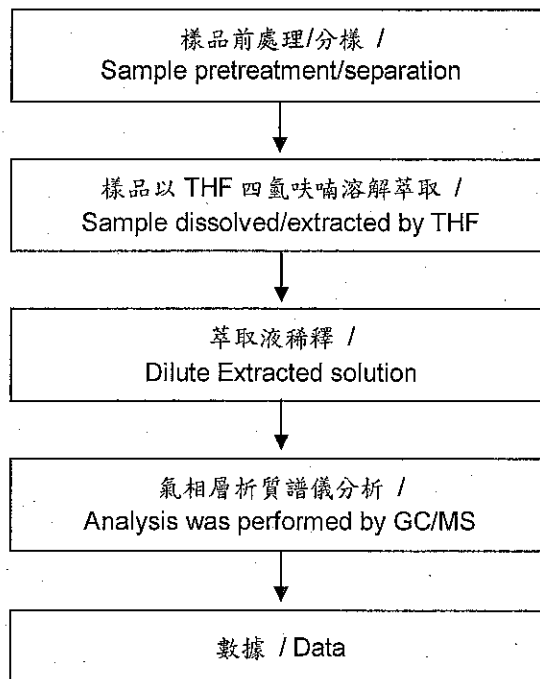 樣品前處理/分樣 /
Sample pretreatment/separation
樣品以 THF 四氫呋喃溶解萃取 /
Sample dissolved/extracted by THF
萃取液稀釋 /
Dilute Extracted solution
氣相層析質譜儀分析 /
Analysis was performed by GC/MS
數據 / Data